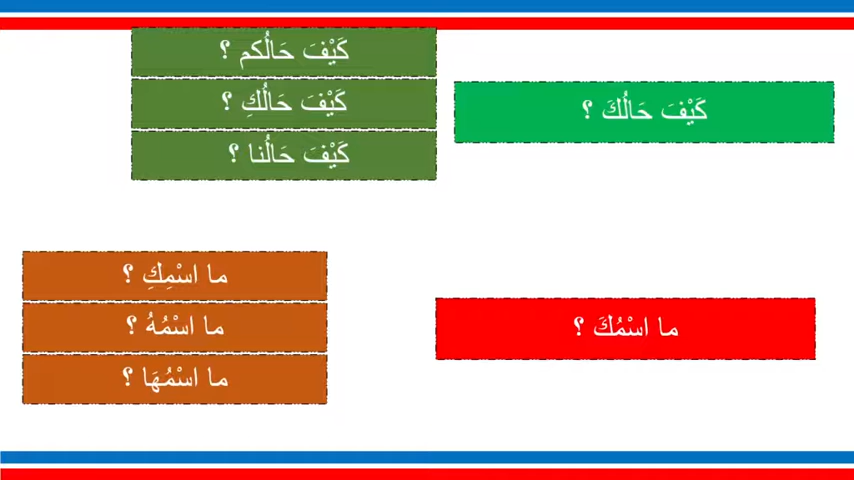 كَيْفَ حَالُكَ ؟
كَيْفَ حَالُكم ؟
كَيْفَ حَالُكِ ؟
كَيْفَ حَالُنا ؟
ما اسْمُكَ ؟
ما اسْمِكِ ؟
ما اسْمُهُ ؟
ما اسْمُهَا ؟